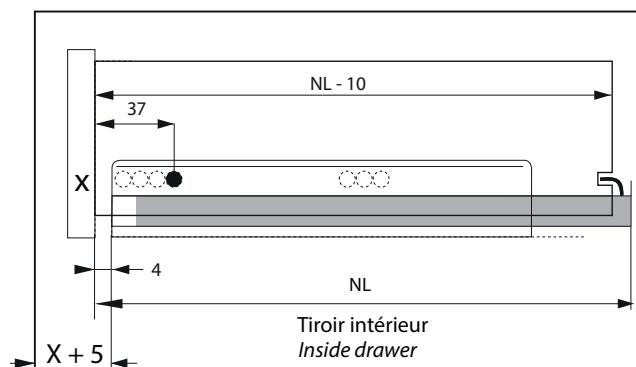 NL - 10
37
X
4
NL
Tiroir intérieur
Inside drawer
X + 5